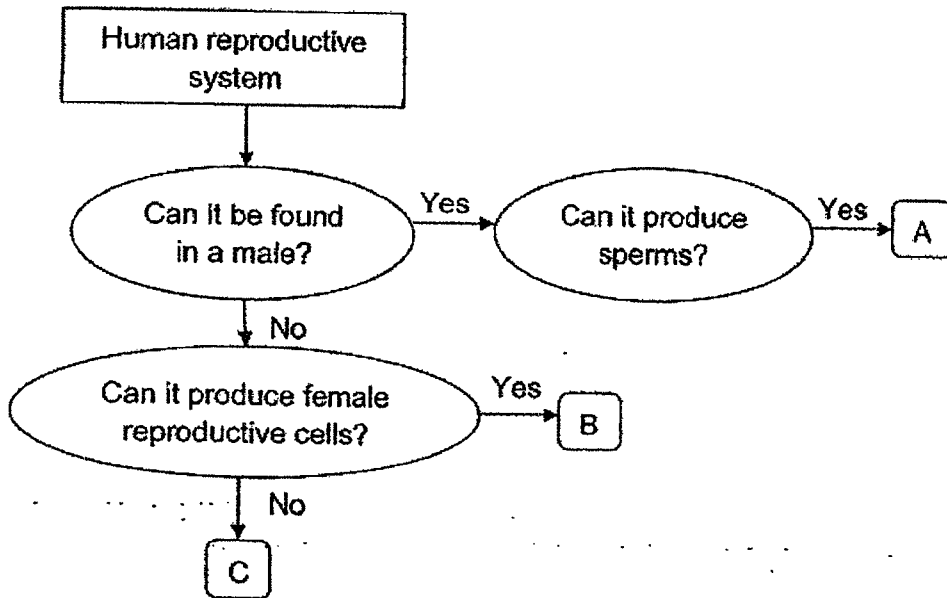 Human reproductive
system
Can it be found
in a male?
Yes
Can it produce
sperms?
Yes
A
No
Can it produce female
reproductive cells?
Yes
B
No
C